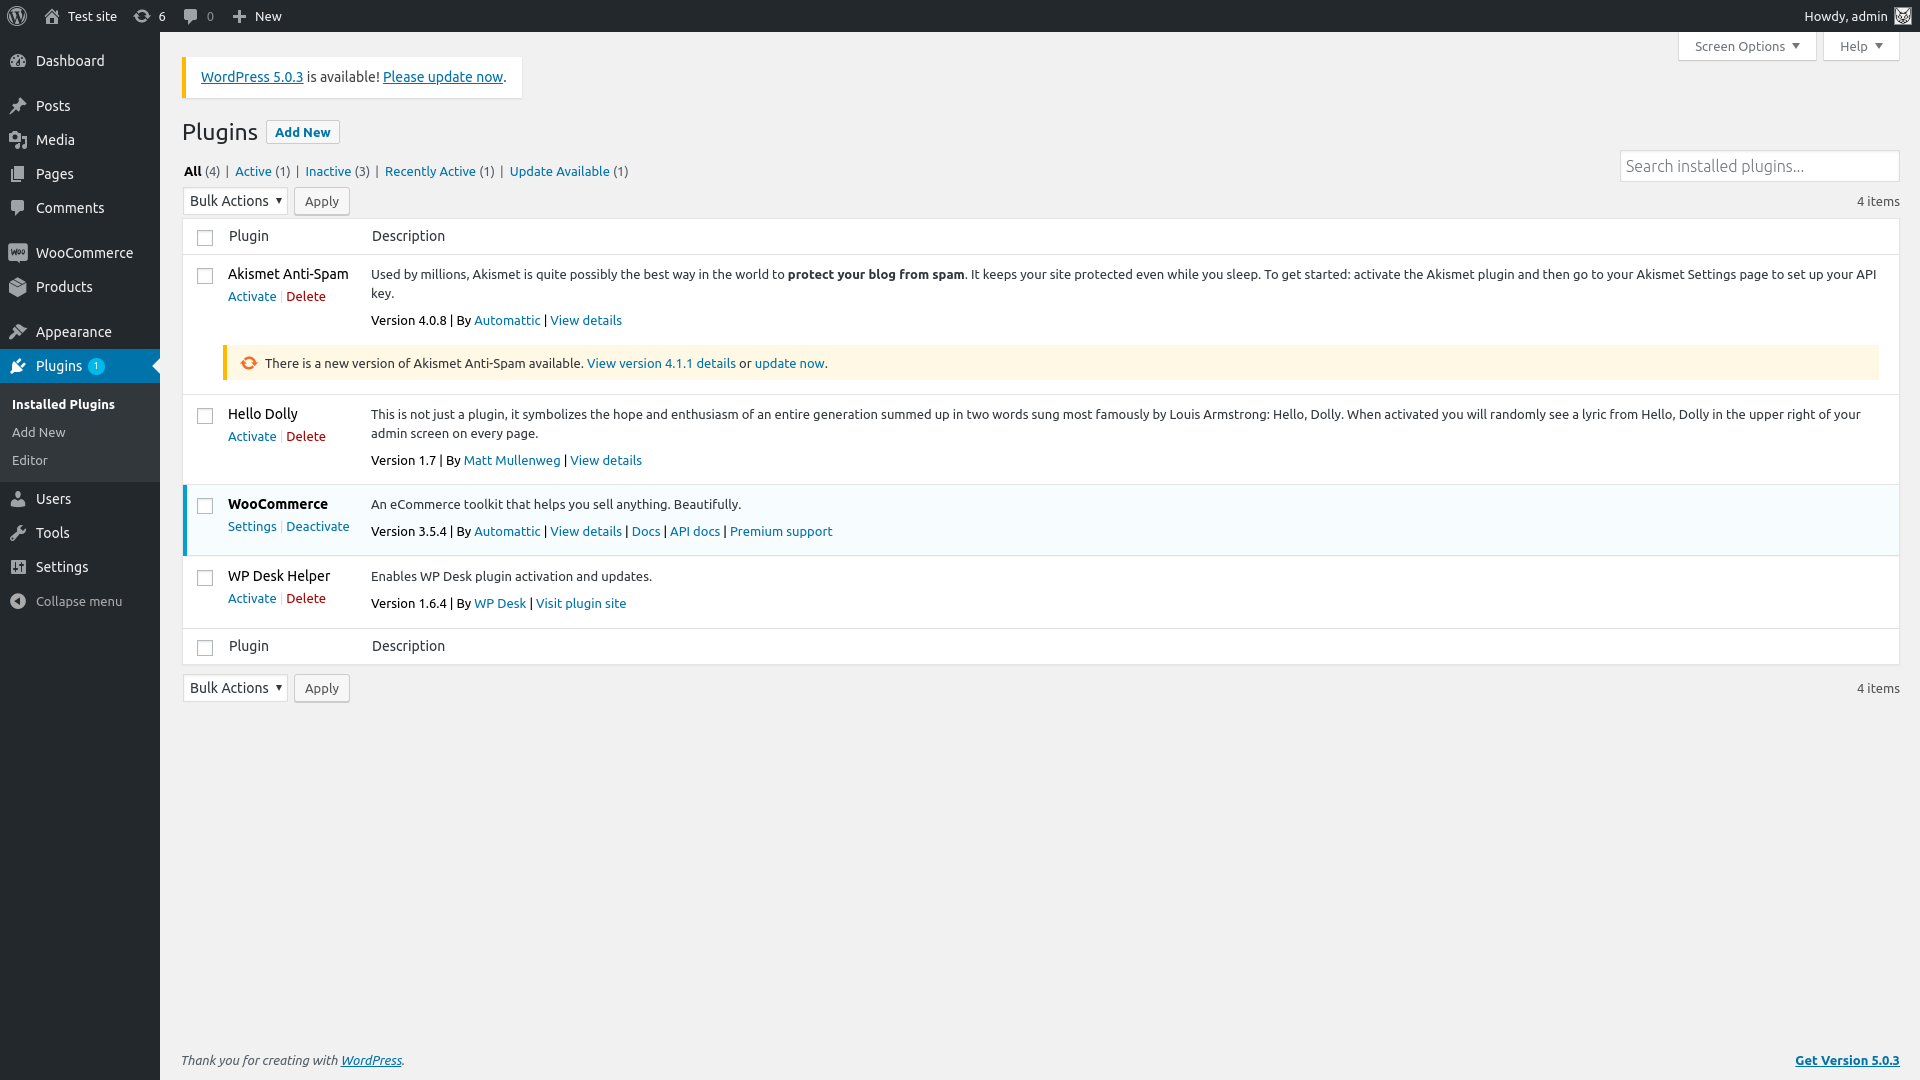 Test site 6 0 New Howdy, admin
Screen Options Help
Dashboard
Posts
Media
Pages
Comments
WooCommerce
Products
Appearance
Plugins 1
Installed Plugins
Add New
Editor
Users
Tools
Settings
Collapse menu
WordPress 5.0.3 is available! Please update now.
Plugins Add New
All (4) | Active (1) | Inactive (3) | Recently Active (1) | Update Available (1)
Search installed plugins...
Bulk Actions Apply 4 items
Plugin Description
Akismet Anti-Spam
Activate | Delete
Used by millions, Akismet is quite possibly the best way in the world to protect your blog from spam. It keeps your site protected even while you sleep. To get started: activate the Akismet plugin and then go to your Akismet Settings page to set up your API
key.
Version 4.0.8 | By Automattic | View details
There is a new version of Akismet Anti-Spam available. View version 4.1.1 details or update now.
Hello Dolly
Activate | Delete
This is not just a plugin, it symbolizes the hope and enthusiasm of an entire generation summed up in two words sung most famously by Louis Armstrong: Hello, Dolly. When activated you will randomly see a lyric from Hello, Dolly in the upper right of your
admin screen on every page.
Version 1.7 | By Matt Mullenweg | View details
WooCommerce
Settings | Deactivate
An eCommerce toolkit that helps you sell anything. Beautifully.
Version 3.5.4 | By Automattic | View details | Docs | API docs | Premium support
WP Desk Helper
Activate | Delete
Enables WP Desk plugin activation and updates.
Version 1.6.4 | By WP Desk | Visit plugin site
Plugin Description
Bulk Actions Apply 4 items
Thank you for creating with WordPress. Get Version 5.0.3